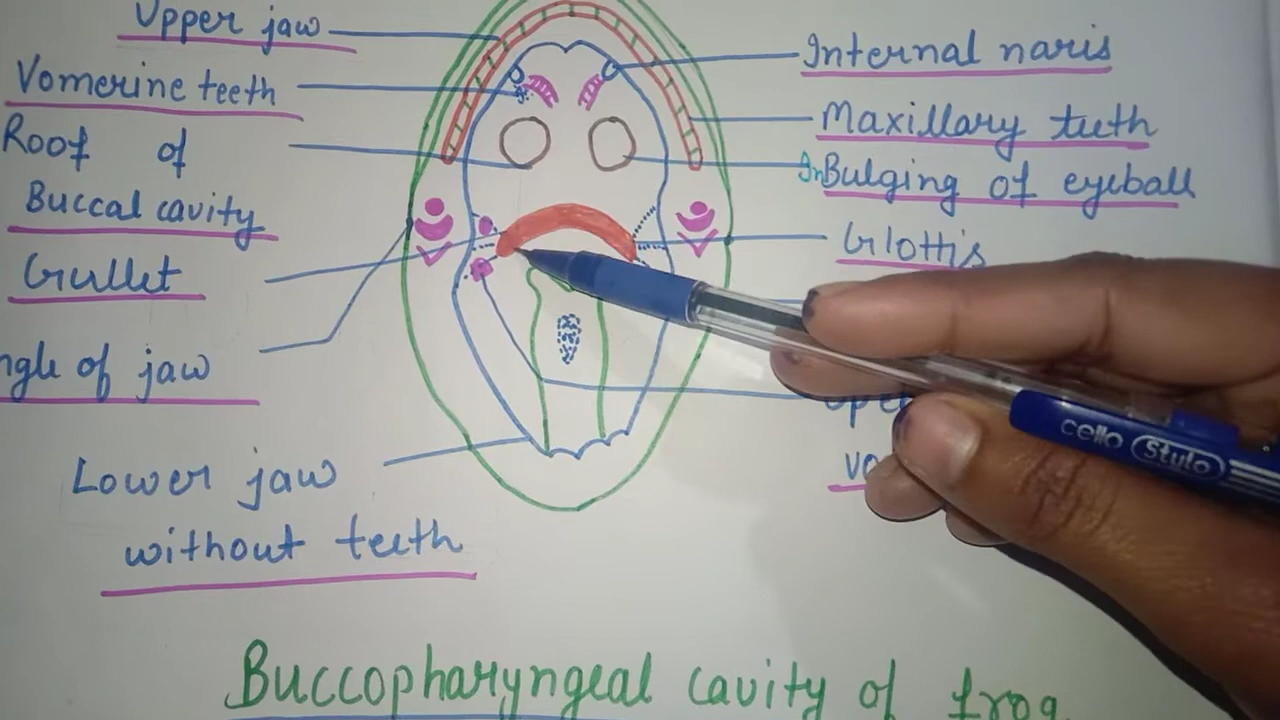 Upper jaw
Vomerine teeth
Roof of
Buccal cavity
Gullet
ngle of jaw
Lower jaw
without teeth
Internal naris
Maxillary teeth
Bulging of eyeball
Glottis
vo
cello Stylo
Buccopharyngeal cavity of frog